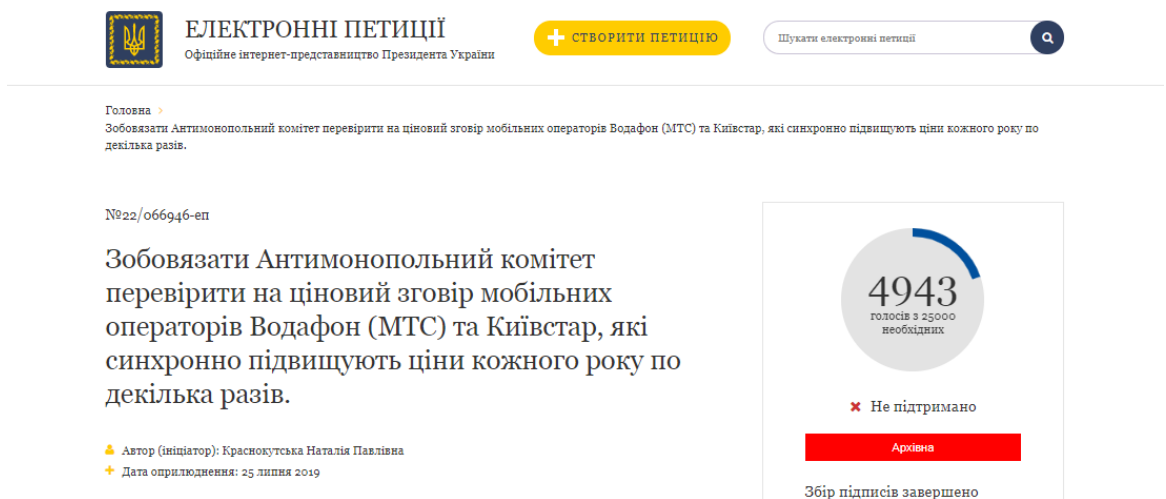 ЕЛЕКТРОННІ ПЕТИЦІЇ
Офіційне інтернет-представництво Президента України
СТВОРИТИ ПЕТИЦІЮ
Шукати електронні петиції
Головна >
Зобовязати Антимонопольний комітет перевірити на ціновий зговір мобільних операторів Водафон (МТС) та Київстар, які синхронно підвищують ціни кожного року по
декілька разів.
№22/066946-еп
Зобовязати Антимонопольний комітет
перевірити на ціновий зговір мобільних
операторів Водафон (МТС) та Київстар, які
синхронно підвищують ціни кожного року по
декілька разів.
Автор (ініціатор): Краснокутська Наталія Павлівна
Дата оприлюднення: 25 липня 2019
4943
голосів з 25000
необхідних
Не підтримано
Архівна
Збір підписів завершено